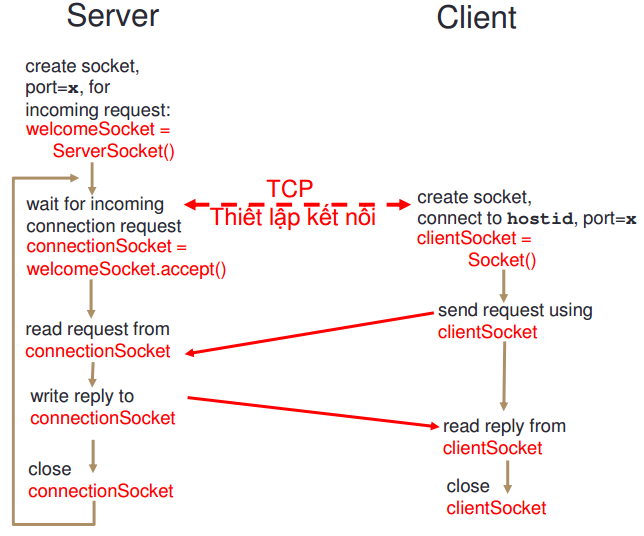 Server
Client
create socket,
port=x, for
incoming request:
welcomeSocket =
ServerSocket()
TCP
Thiết lập kết nôi
wait for incoming
connection request
connectionSocket =
welcomeSocket.accept()
create socket,
connect to hostid, port=x
clientSocket =
Socket()
read request from
connectionSocket
send request using
clientSocket
write reply to
connectionSocket
read reply from
clientSocket
close
connectionSocket
close
clientSocket